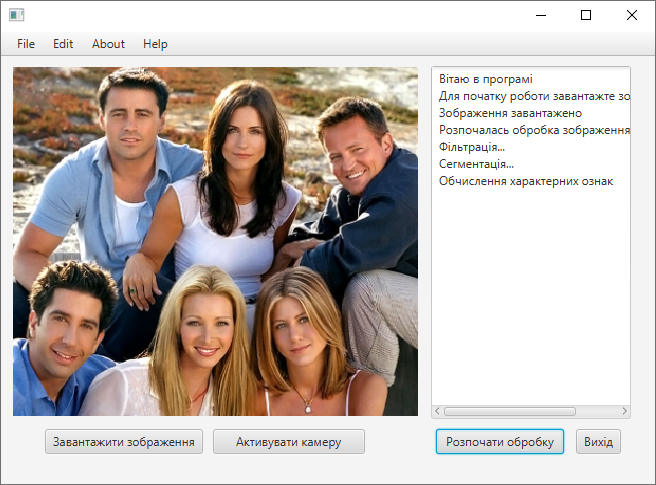 File Edit About Help
Вітаю в програмі
Для початку роботи завантажте зо
Зображення завантажено
Розпочалась обробка зображення
Фільтрація...
Сегментація...
Обчислення характерних ознак
Завантажити зображення Активувати камеру Розпочати обробку Вихід